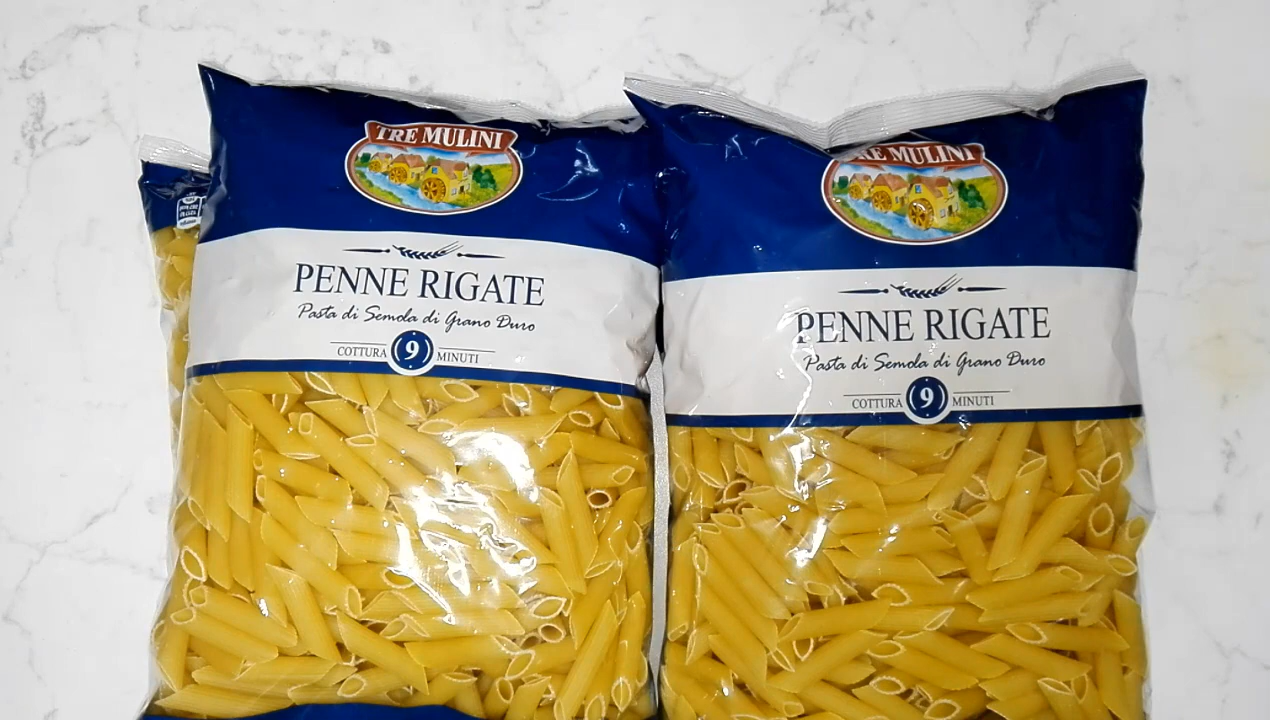 TRE MULINI
PENNE RIGATE
Pasta di Semola di Grano Duro
COTTURA 9 MINUTI
TRE MULINI
PENNE RIGATE
Pasta di Semola di Grano Duro
COTTURA 9 MINUTI